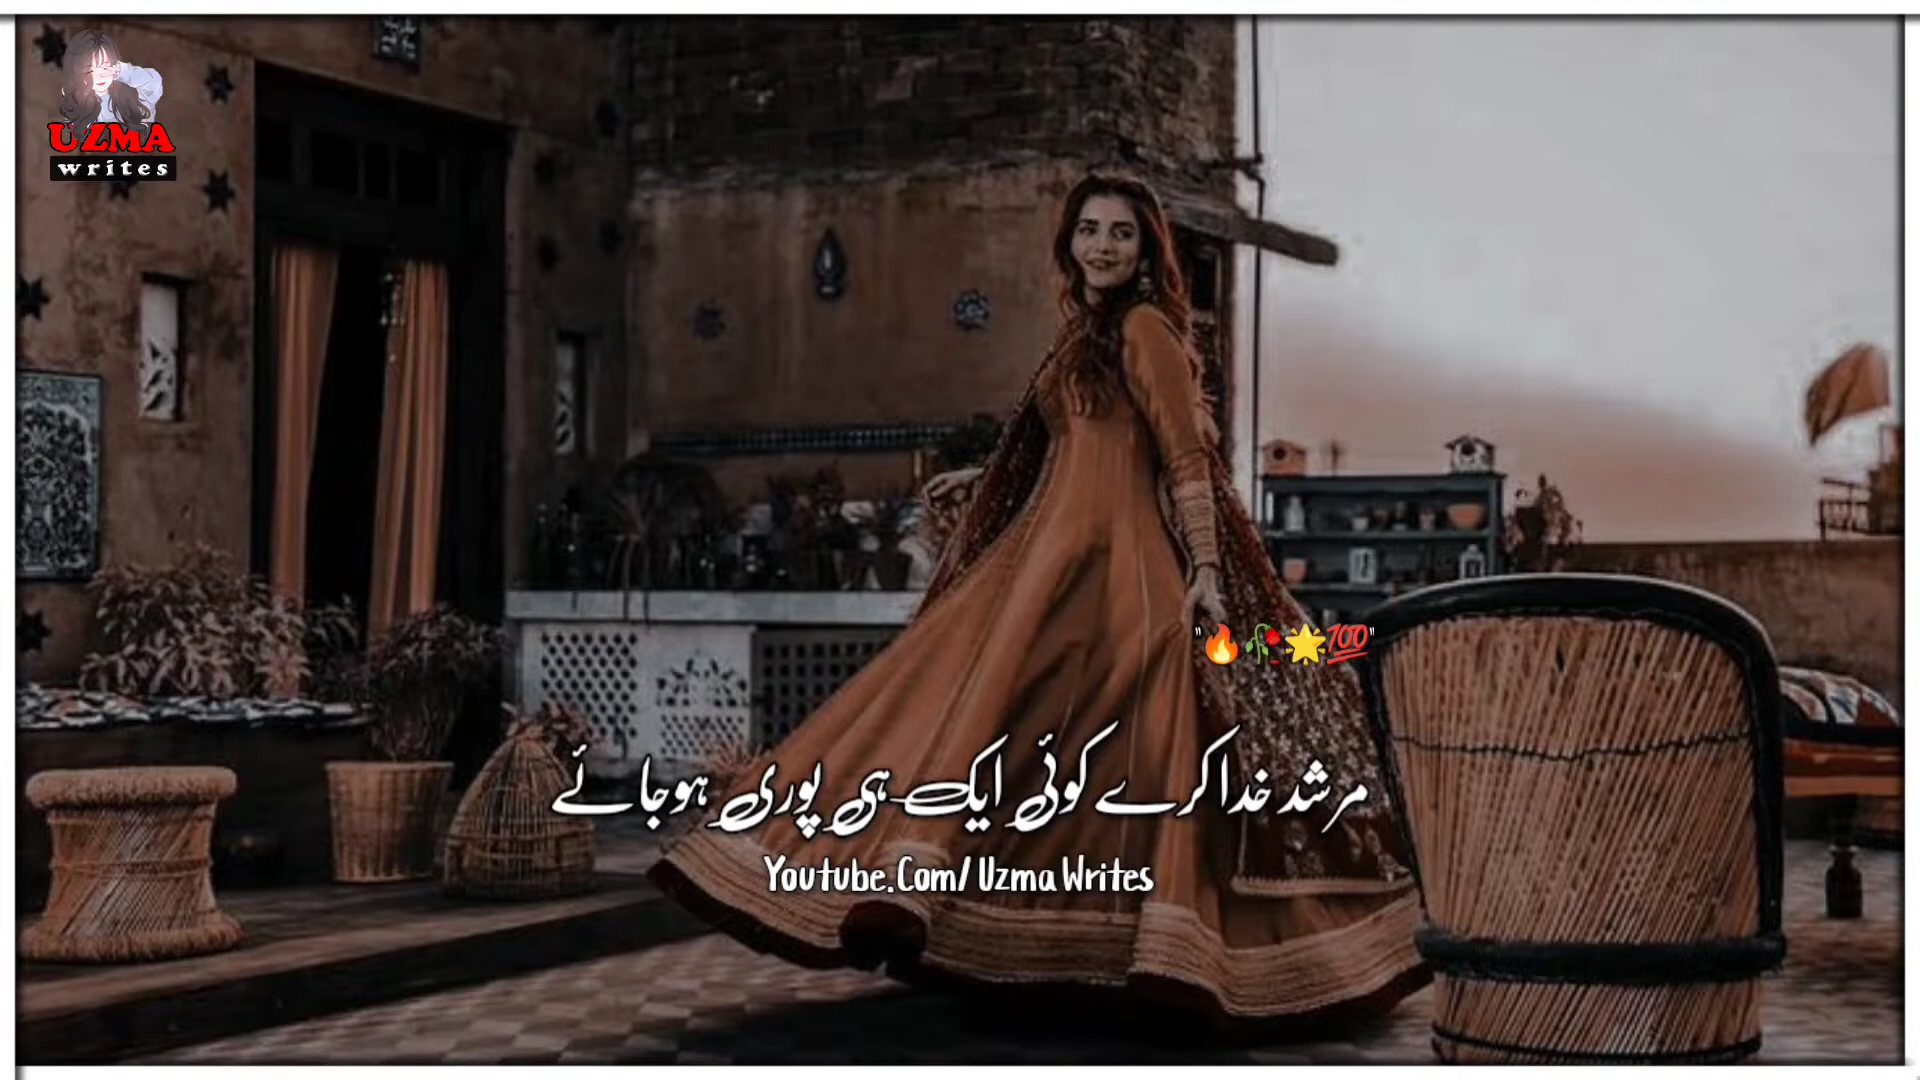 UZMA
writes
"🔥🥀🌟💯"
مرشد خدا کرے کوئی ایک ہی پوری ہو جائے
Youtube.Com/Uzma Writes